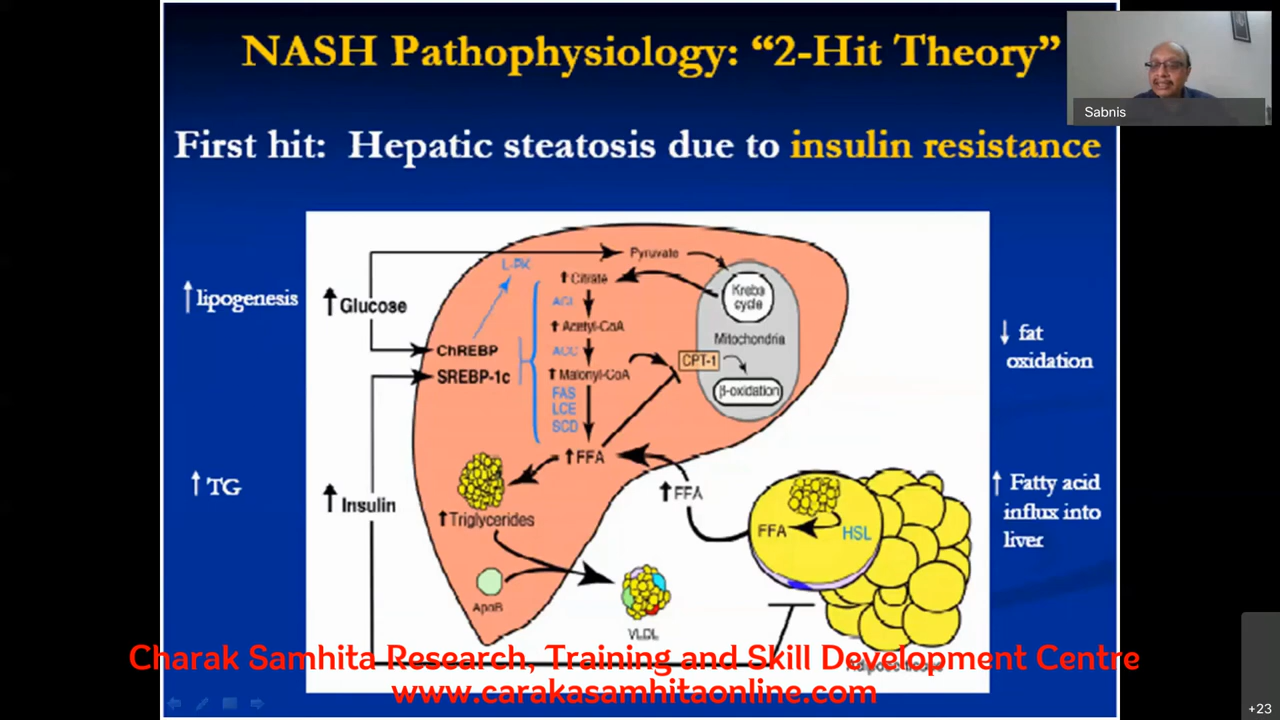 NASH Pathophysiology: “2-Hit Theory”
Sabnis
First hit: Hepatic steatosis due to insulin resistance
Pyruvate
L-PK
Citrate
Krebs
cycle
lipogenesis
Glucose
ACL
Acetyl-CoA
fat
oxidation
ChREBP
SREBP-1c
ACC
Malonyl-CoA
CPT-1
Mitochondria
β-oxidation
FAS
LCE
SCD
FFA
TG
Insulin
Triglycerides
FFA
FFA
HSL
Fatty acid
influx into
liver
ApoB
VLDL
Adipose tissue
Charak Samhita Research, Training and Skill Development Centre
www.carakasamhitaonline.com
+23